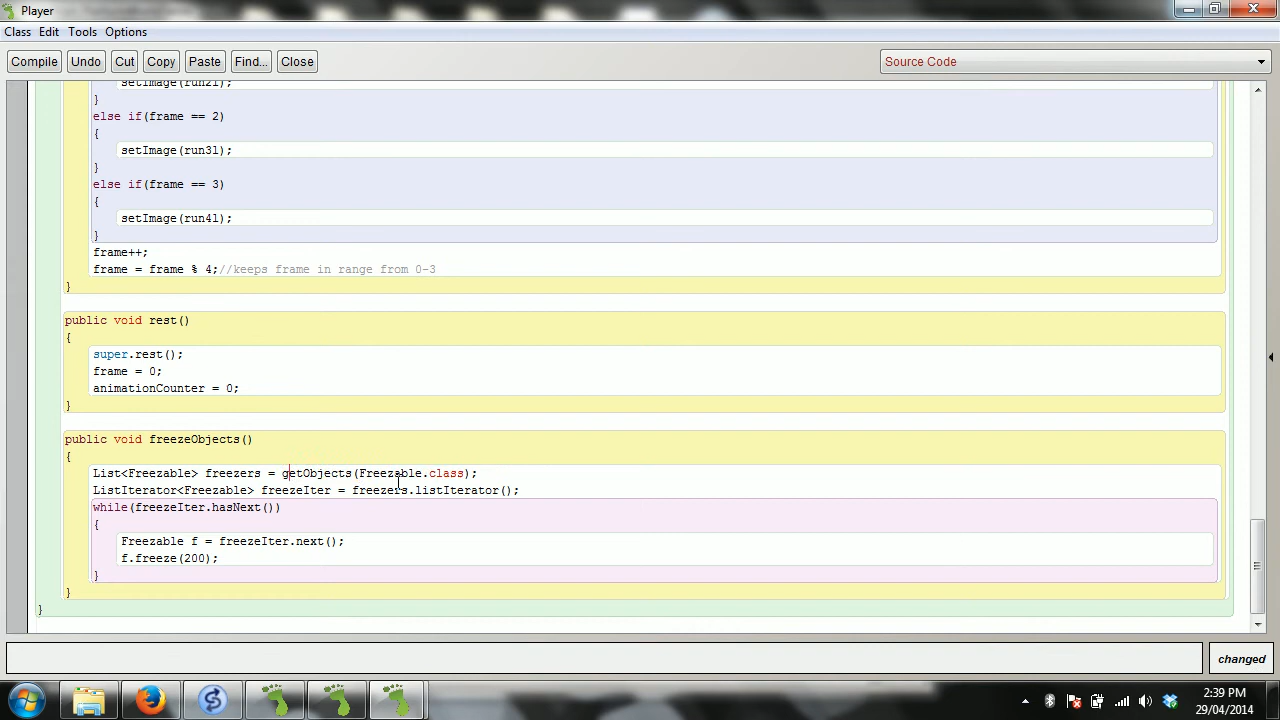 Player
Class Edit Tools Options
Compile Undo Cut Copy Paste Find... Close Source Code
setImage(run2l);
}
else if(frame == 2)
{
setImage(run3l);
}
else if(frame == 3)
{
setImage(run4l);
}
frame++;
frame = frame % 4;//keeps frame in range from 0-3
}
public void rest()
{
super.rest();
frame = 0;
animationCounter = 0;
}
public void freezeObjects()
{
List<Freezable> freezers = getObjects(Freezable.class);
ListIterator<Freezable> freezeIter = freezers.listIterator();
while(freezeIter.hasNext())
{
Freezable f = freezeIter.next();
f.freeze(200);
}
}
}
changed
2:39 PM
29/04/2014